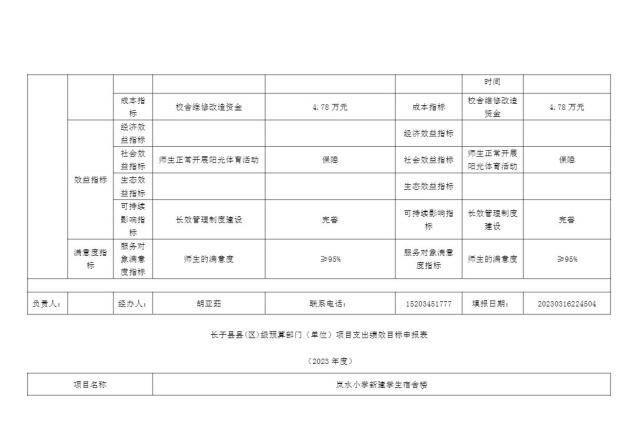 时间
成本指标 校舍维修改造资金 4.78 万元 成本指标 校舍维修改造资金 4.78 万元
效益指标 经济效益指标 经济效益指标
社会效益指标 师生正常开展阳光体育活动 保障 社会效益指标 师生正常开展阳光体育活动 保障
生态效益指标 生态效益指标
可持续影响指标 长效管理制度建设 完善 可持续影响指标 长效管理制度建设 完善
满意度指标 服务对象满意度指标 师生的满意度 ≥95% 服务对象满意度指标 师生的满意度 ≥95%
负责人： 经办人： 胡亚茹 联系电话： 15203451777 填报日期： 20230316224504
长子县县(区)级预算部门（单位）项目支出绩效目标申报表
（2023 年度）
项目名称 岚水小学新建学生宿舍楼